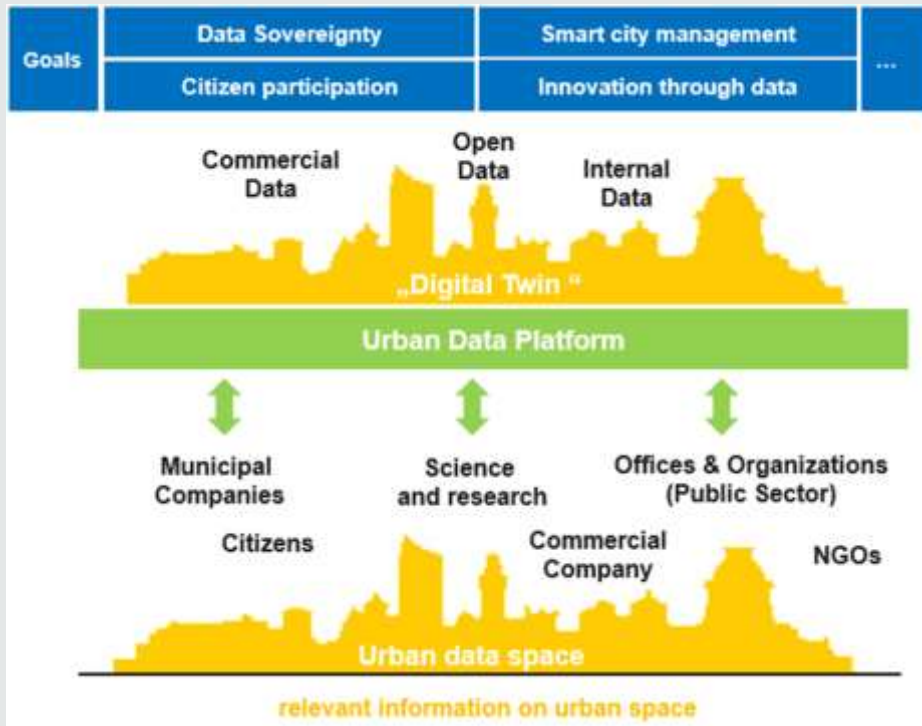 Goals
Data Sovereignty
Smart city management
...
Citizen participation
Innovation through data
Commercial
Data
Open
Data
Internal
Data
„Digital Twin “
Urban Data Platform
Municipal
Companies
Science
and research
Offices & Organizations
(Public Sector)
Citizens
Commercial
Company
NGOs
Urban data space
relevant information on urban space